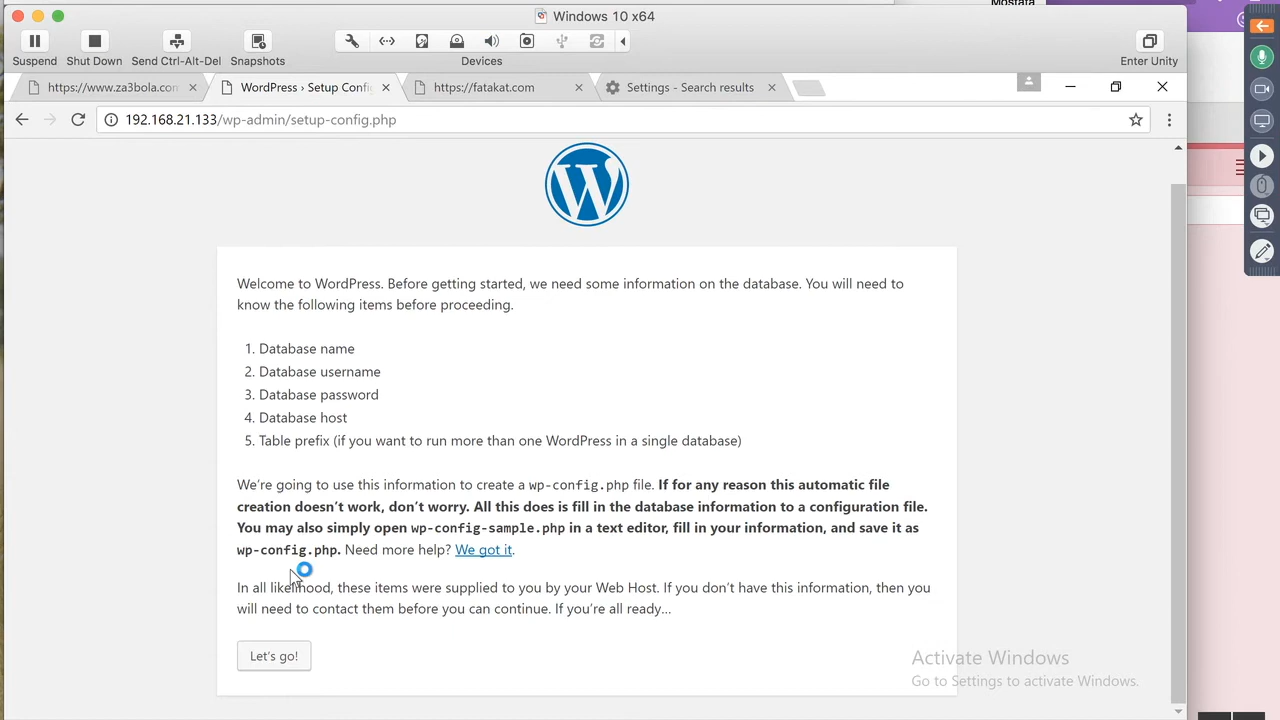 Mostafa
Windows 10 x64
Suspend
Shut Down
Send Ctrl-Alt-Del
Snapshots
Devices
Enter Unity
https://www.za3bola.com
WordPress › Setup Config
https://fatakat.com
Settings - Search results
192.168.21.133/wp-admin/setup-config.php
Welcome to WordPress. Before getting started, we need some information on the database. You will need to
know the following items before proceeding.
1. Database name
2. Database username
3. Database password
4. Database host
5. Table prefix (if you want to run more than one WordPress in a single database)
We’re going to use this information to create a wp-config.php file. If for any reason this automatic file
creation doesn’t work, don’t worry. All this does is fill in the database information to a configuration file.
You may also simply open wp-config-sample.php in a text editor, fill in your information, and save it as
wp-config.php. Need more help? We got it.
In all likelihood, these items were supplied to you by your Web Host. If you don’t have this information, then you
will need to contact them before you can continue. If you’re all ready…
Let’s go!
Activate Windows
Go to Settings to activate Windows.